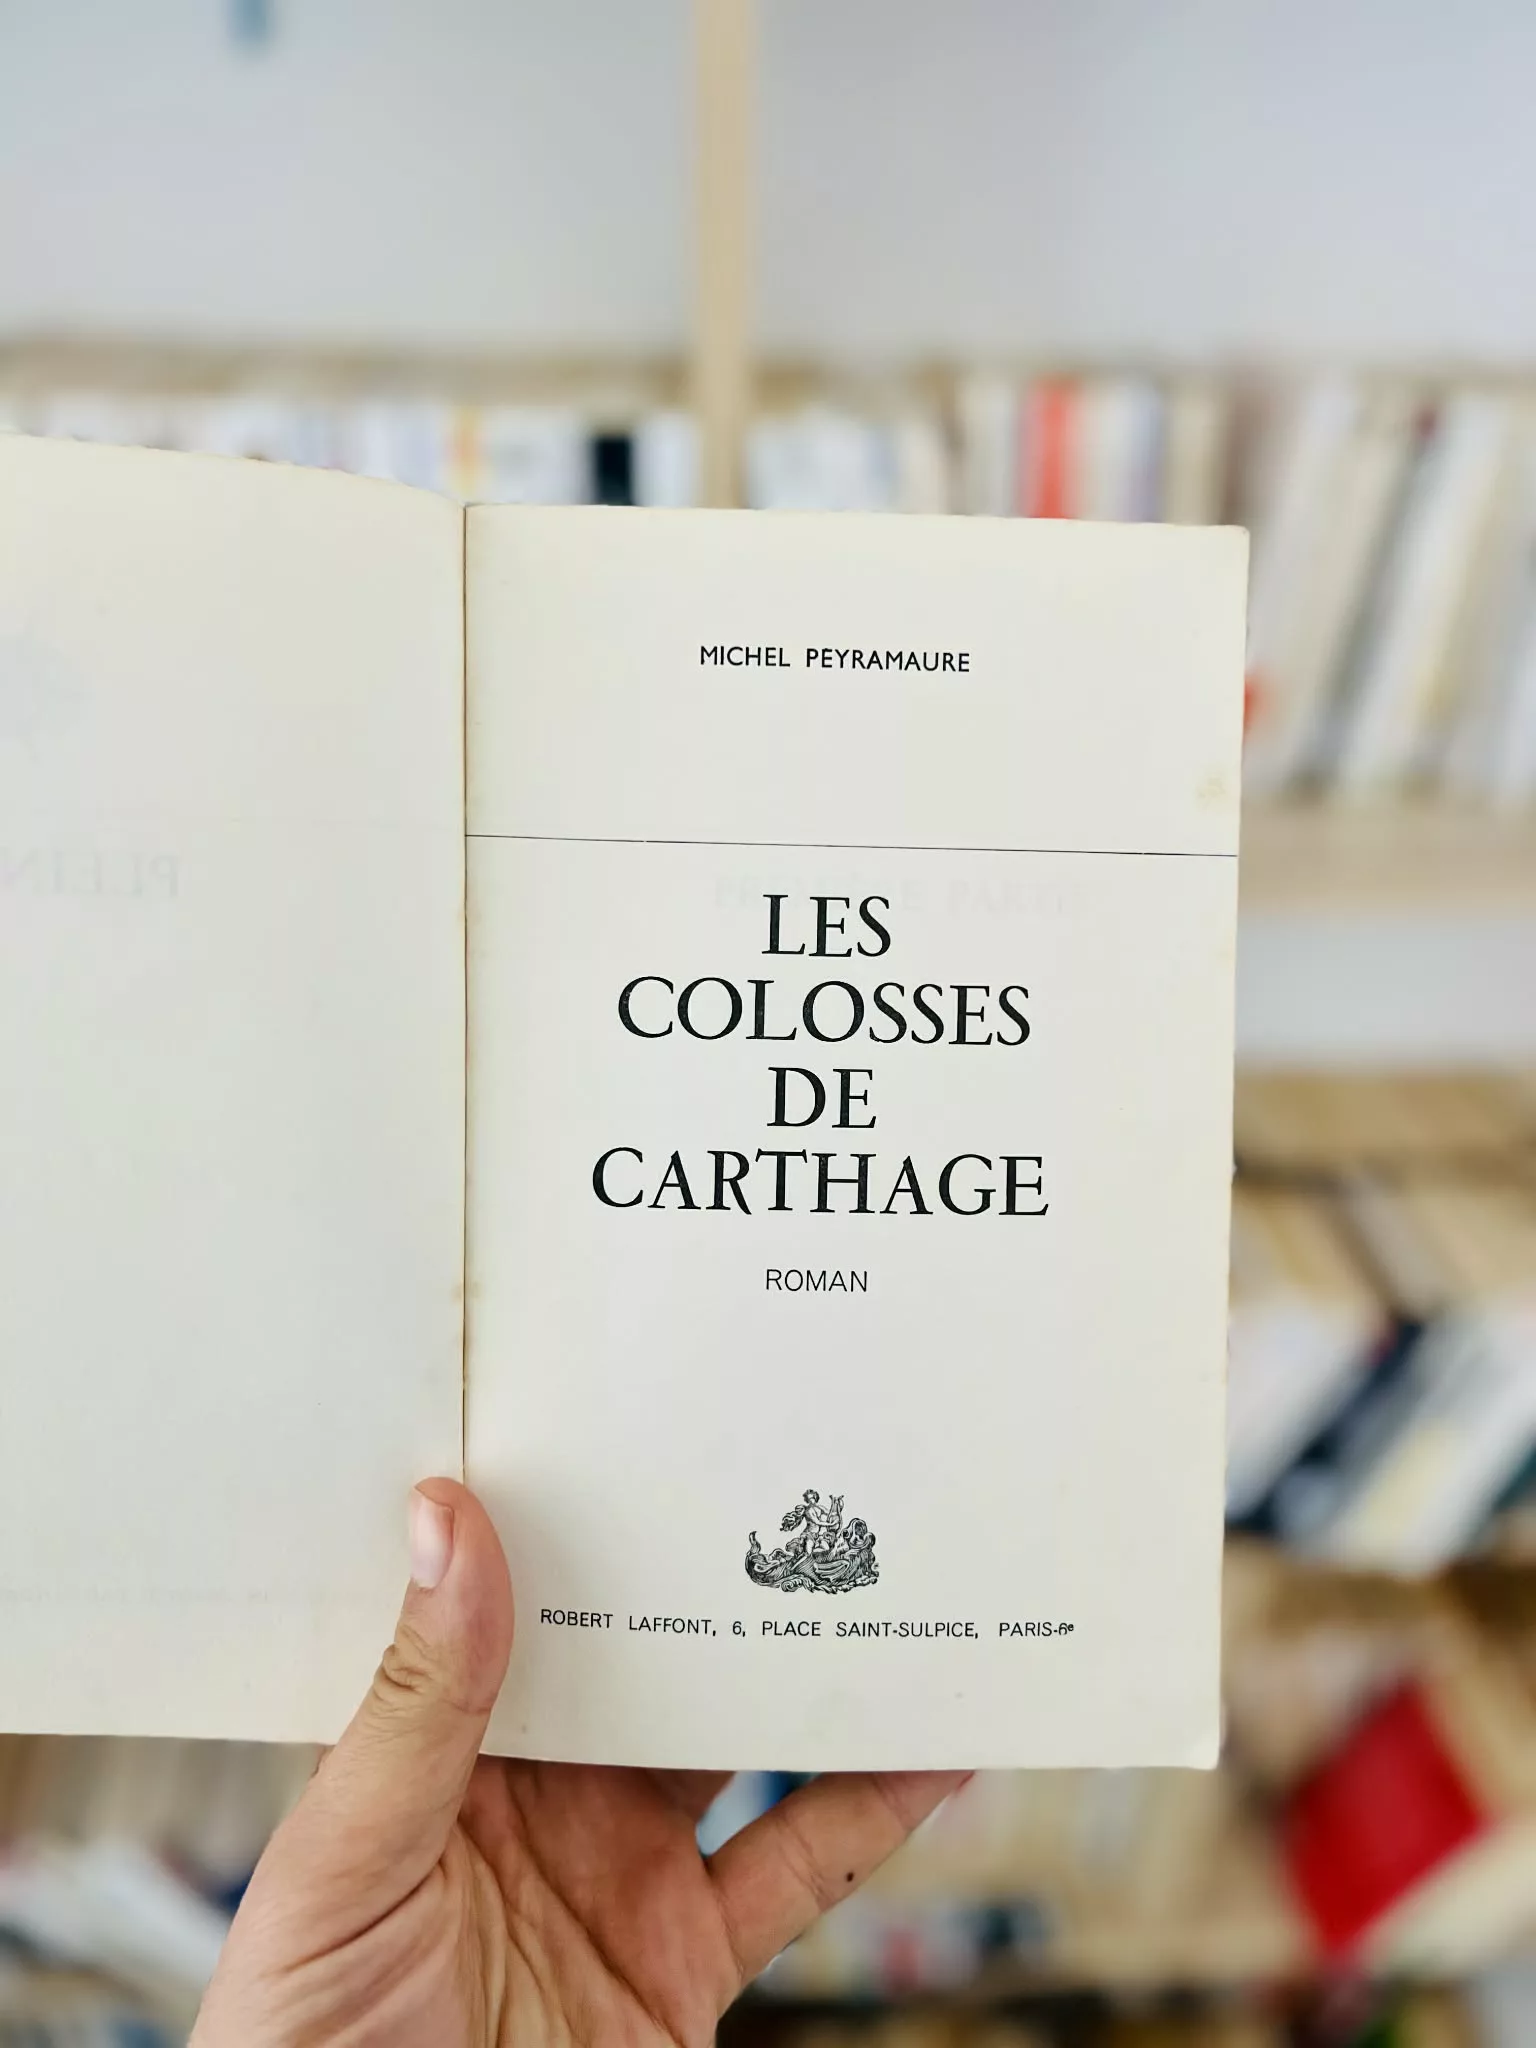 MICHEL PEYRAMAURE
LES
COLOSSES
DE
CARTHAGE
ROMAN
ROBERT LAFFONT, 6, PLACE SAINT-SULPICE, PARIS-6e